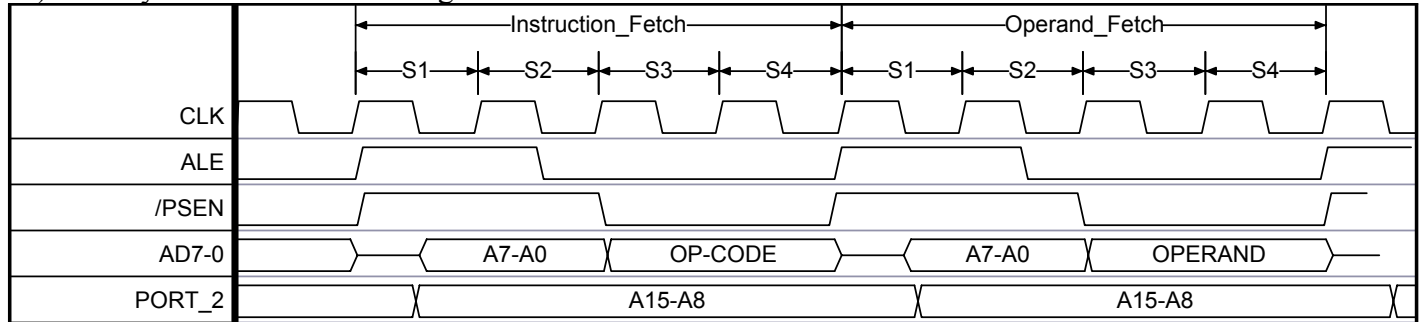 Instruction_Fetch Operand_Fetch
S1 S2 S3 S4 S1 S2 S3 S4
CLK
ALE
/PSEN
AD7-0 A7-A0 OP-CODE A7-A0 OPERAND
PORT_2 A15-A8 A15-A8